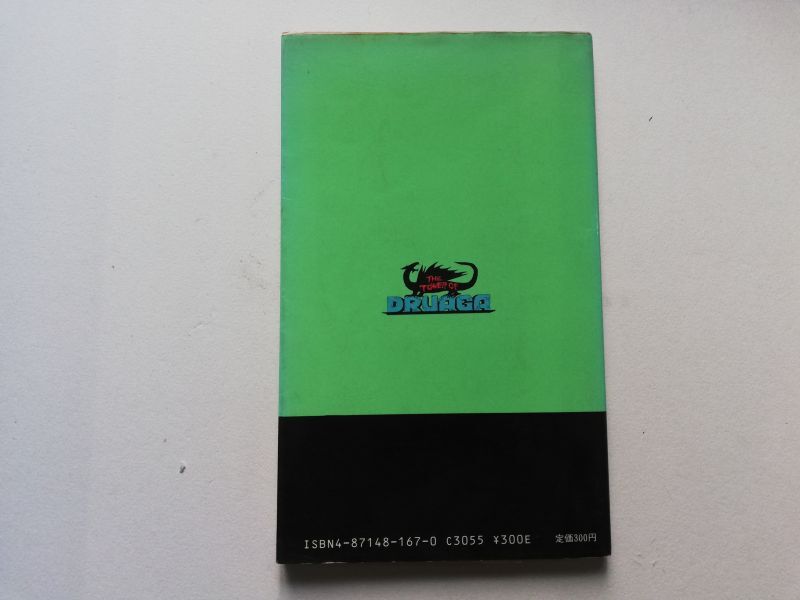 THE
TOWER OF
DRUAGA
ISBN4-87148-167-0 C3055 ¥300E 定価300円